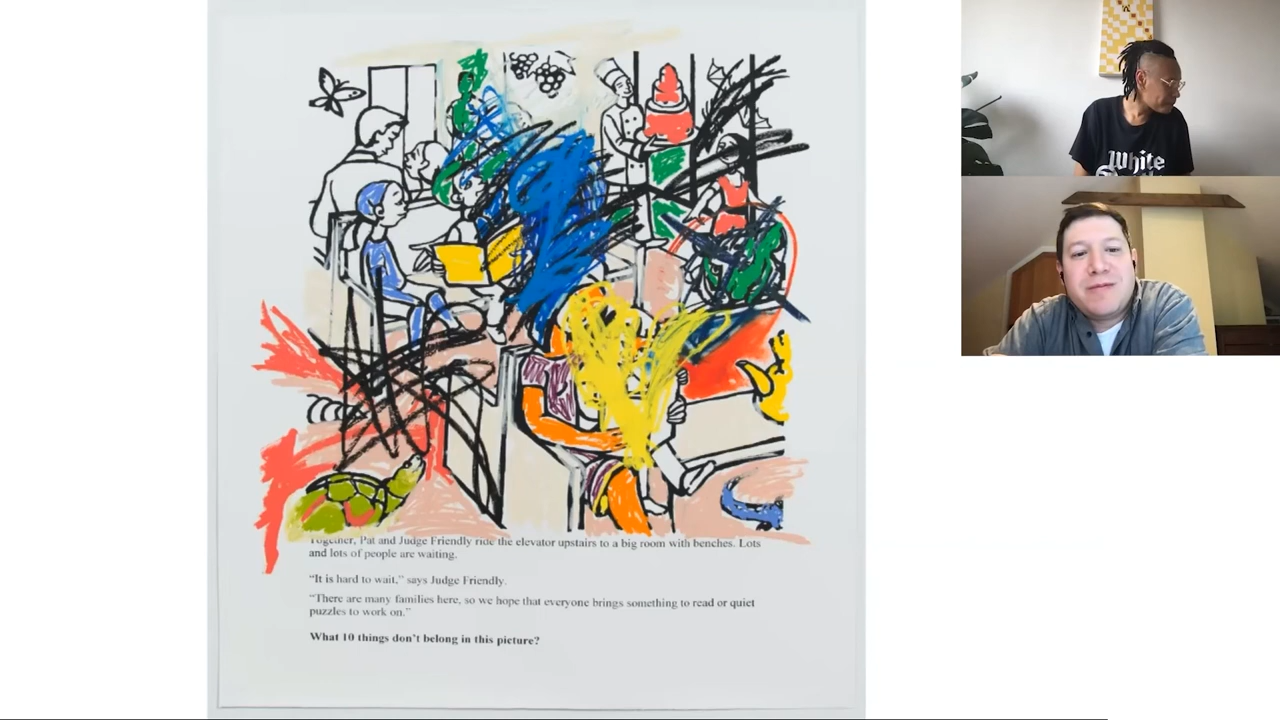 White
Together, Pat and Judge Friendly ride the elevator upstairs to a big room with benches. Lots
and lots of people are waiting.
“It is hard to wait,” says Judge Friendly.
“There are many families here, so we hope that everyone brings something to read or quiet
puzzles to work on.”
What 10 things don’t belong in this picture?